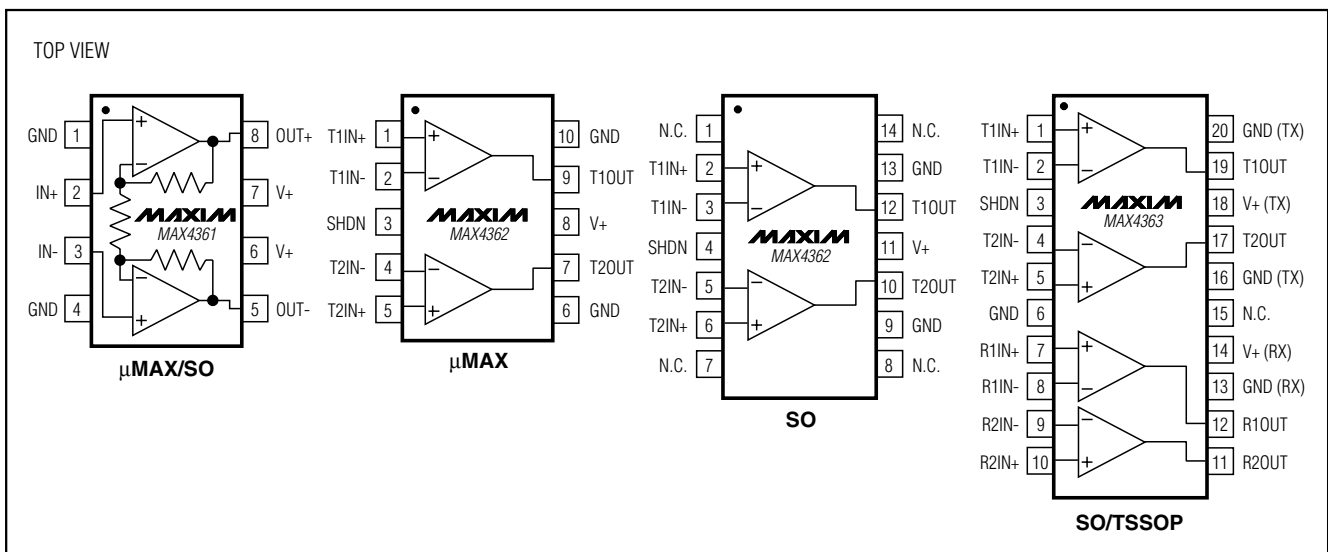 TOP VIEW
GND 1
IN+ 2
IN- 3
GND 4
8 OUT+
7 V+
6 V+
5 OUT-
+
−
−
+
MAXIM
MAX4361
μMAX/SO
T1IN+ 1
T1IN- 2
SHDN 3
T2IN- 4
T2IN+ 5
10 GND
9 T1OUT
8 V+
7 T2OUT
6 GND
+
−
−
+
MAXIM
MAX4362
μMAX
N.C. 1
T1IN+ 2
T1IN- 3
SHDN 4
T2IN- 5
T2IN+ 6
N.C. 7
14 N.C.
13 GND
12 T1OUT
11 V+
10 T2OUT
9 GND
8 N.C.
+
−
−
+
MAXIM
MAX4362
SO
T1IN+ 1
T1IN- 2
SHDN 3
T2IN- 4
T2IN+ 5
GND 6
R1IN+ 7
R1IN- 8
R2IN- 9
R2IN+ 10
20 GND (TX)
19 T1OUT
18 V+ (TX)
17 T2OUT
16 GND (TX)
15 N.C.
14 V+ (RX)
13 GND (RX)
12 R1OUT
11 R2OUT
+
−
−
+
+
−
−
+
MAXIM
MAX4363
SO/TSSOP